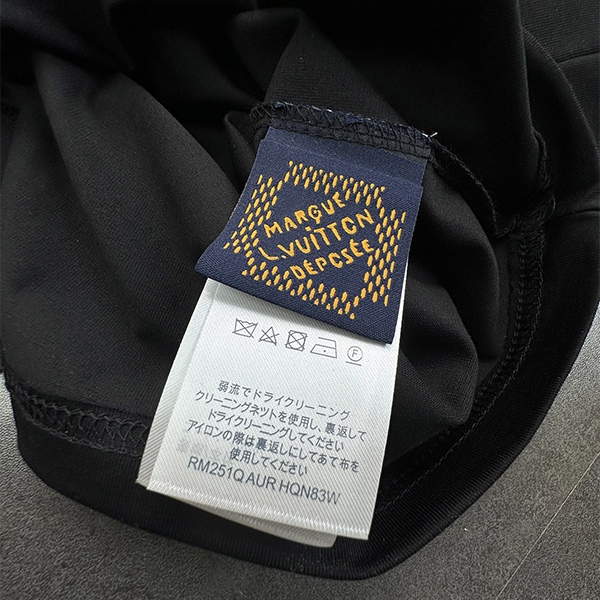 MARQUE
L.VUITTON
DÉPOSÉE
弱流でドライクリーニング
クリーニングネットを使用し、裏返して
ドライクリーニングしてください
アイロンの際は裏返しにしてあて布を
使用してください
RM251Q AUR HQN83W